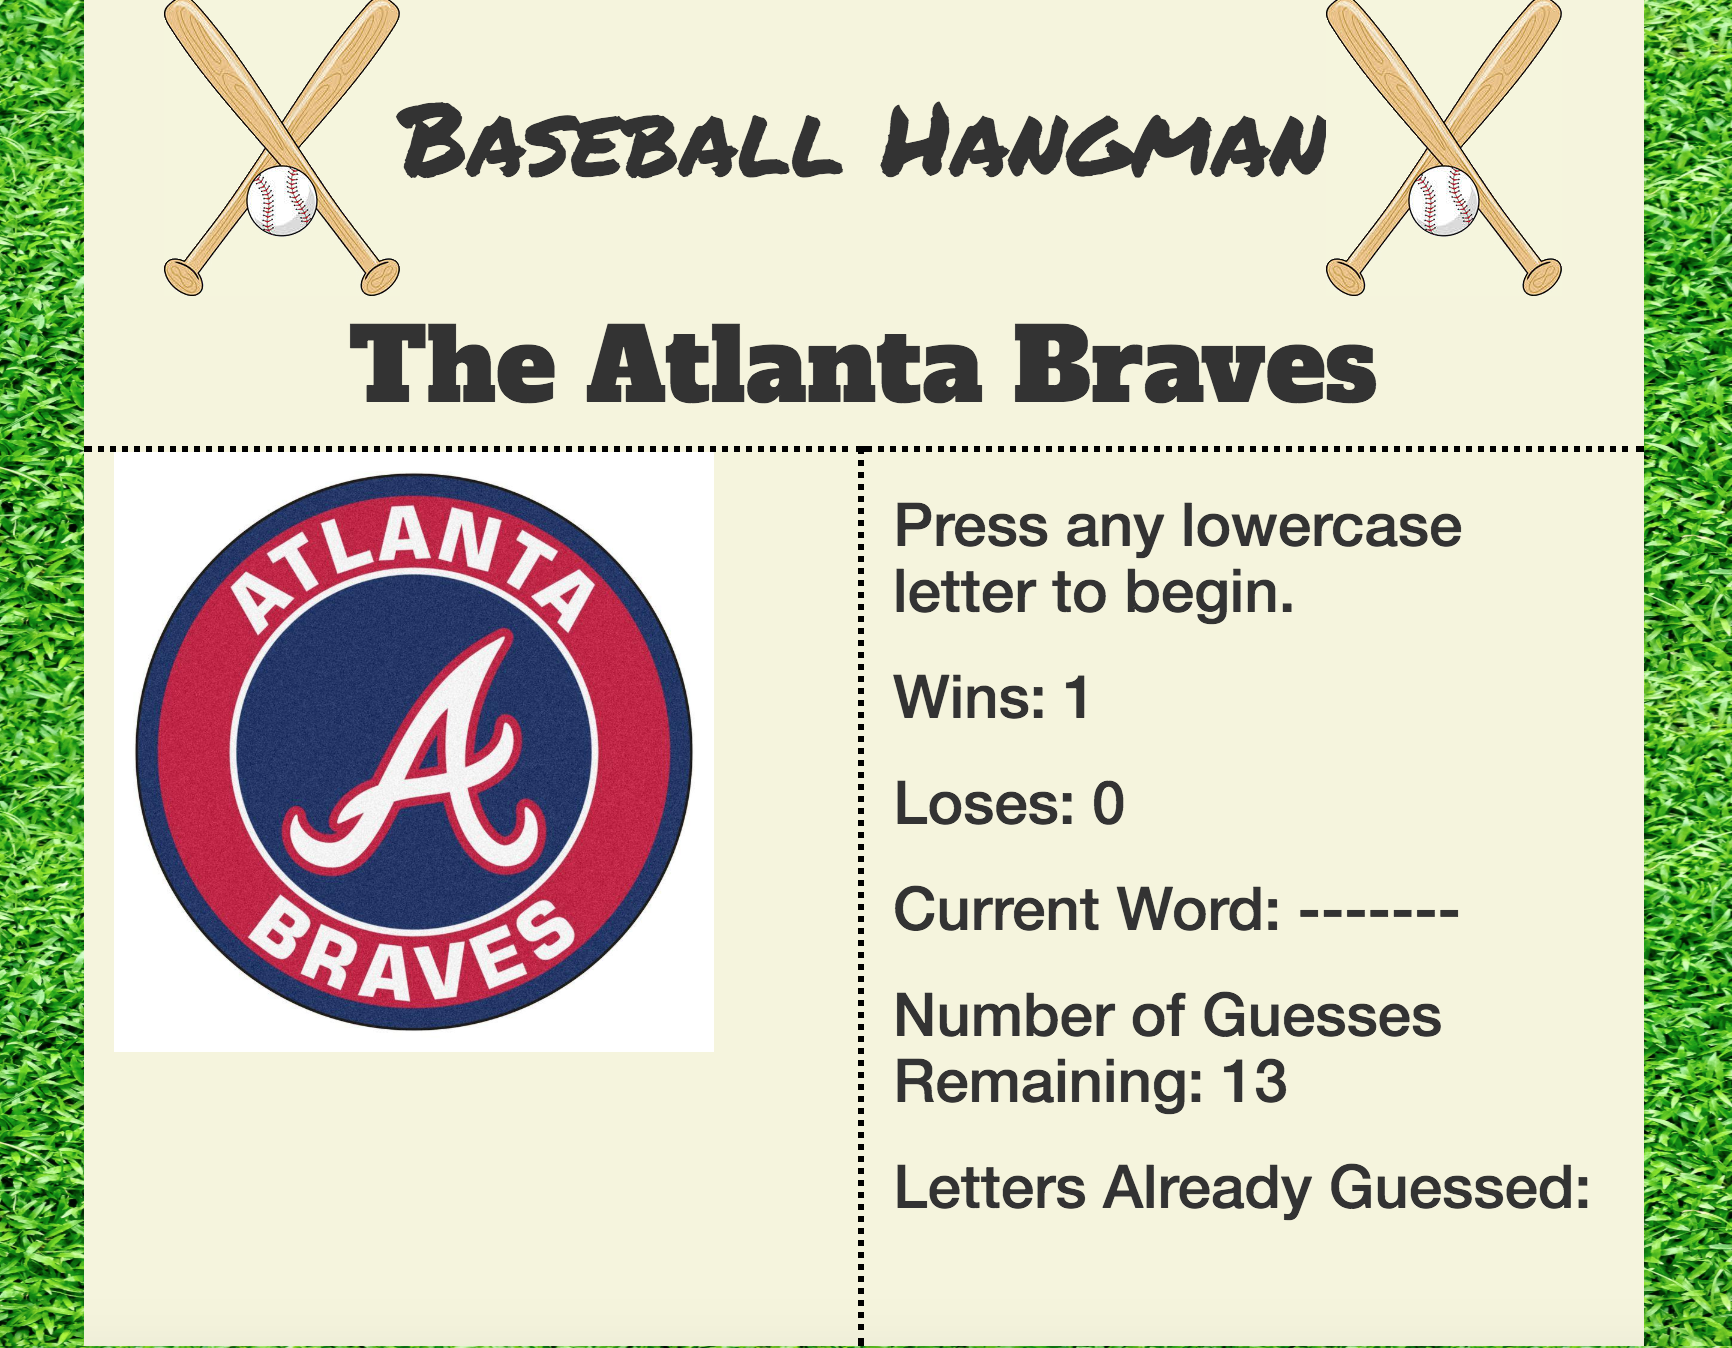 Baseball Hangman
The Atlanta Braves
ATLANTA
A
BRAVES
Press any lowercase
letter to begin.
Wins: 1
Loses: 0
Current Word: -------
Number of Guesses
Remaining: 13
Letters Already Guessed: